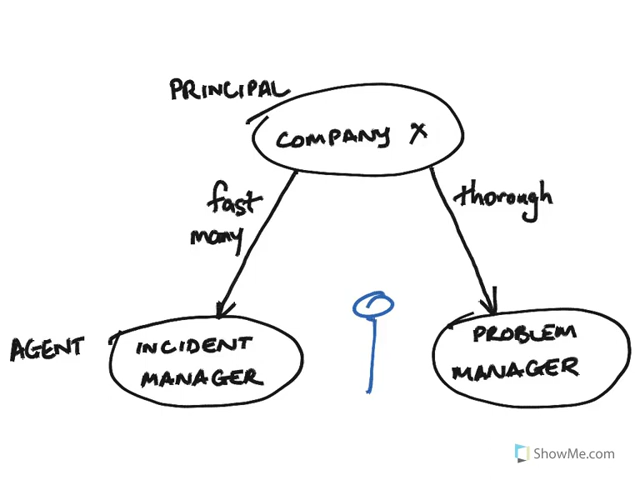 PRINCIPAL
COMPANY X
fast
many
thorough
AGENT
INCIDENT
MANAGER
PROBLEM
MANAGER
ShowMe.com